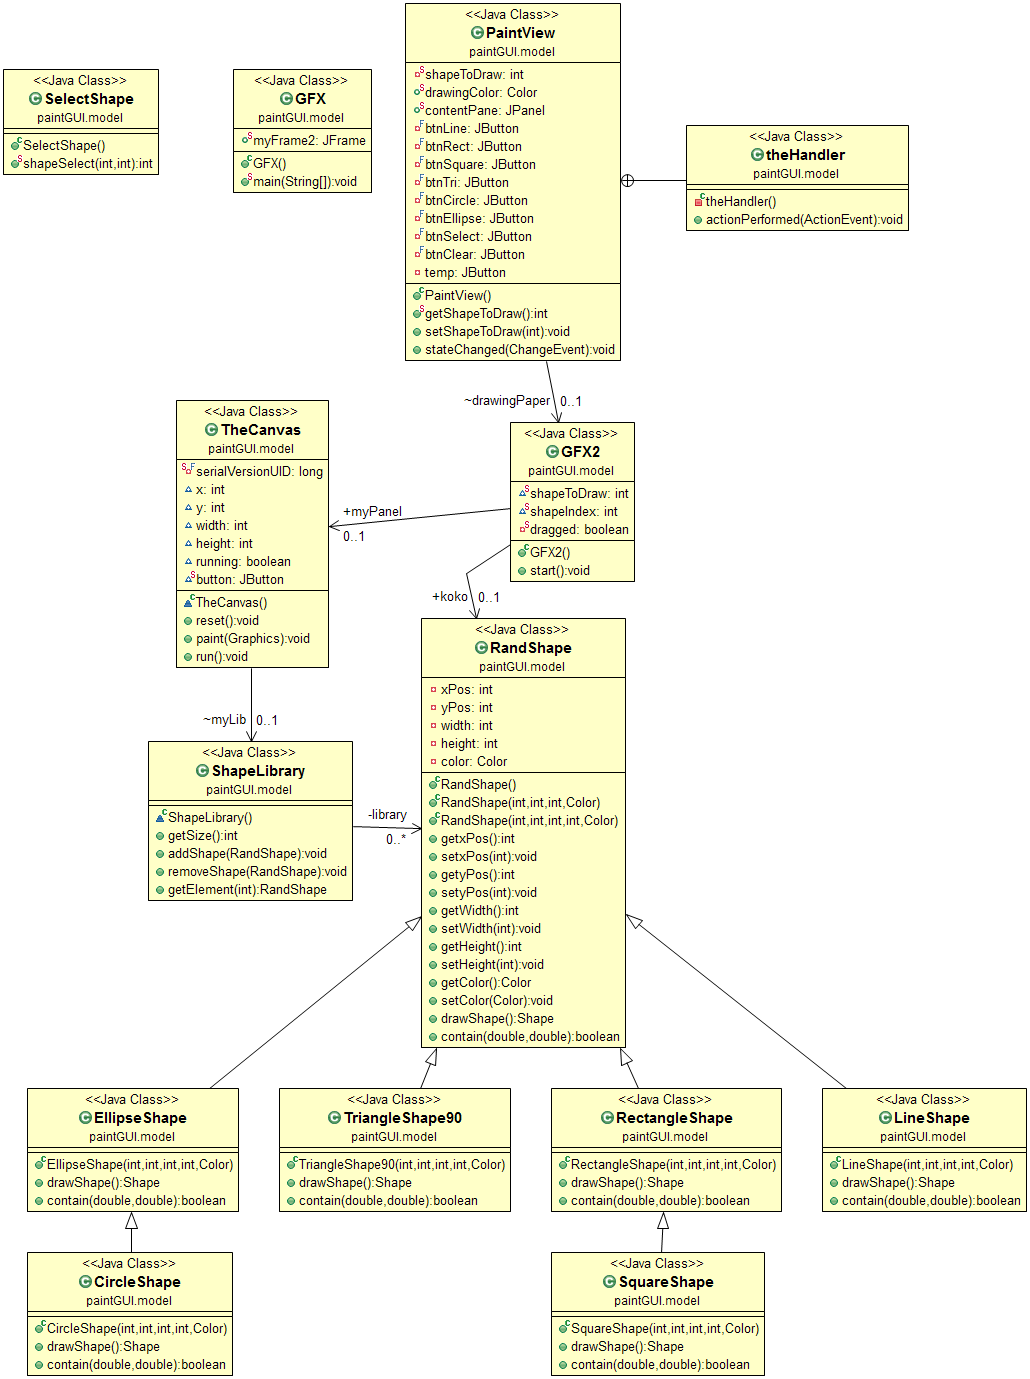 <<Java Class>>
PaintView
paintGUI.model
shapeToDraw: int
drawingColor: Color
contentPane: JPanel
btnLine: JButton
btnRect: JButton
btnSquare: JButton
btnTri: JButton
btnCircle: JButton
btnEllipse: JButton
btnSelect: JButton
btnClear: JButton
temp: JButton
PaintView()
getShapeToDraw():int
setShapeToDraw(int):void
stateChanged(ChangeEvent):void
<<Java Class>>
SelectShape
paintGUI.model
SelectShape()
shapeSelect(int,int):int
<<Java Class>>
GFX
paintGUI.model
myFrame2: JFrame
GFX()
main(String[]):void
<<Java Class>>
theHandler
paintGUI.model
theHandler()
actionPerformed(ActionEvent):void
~drawingPaper 0..1
<<Java Class>>
TheCanvas
paintGUI.model
serialVersionUID: long
x: int
y: int
width: int
height: int
running: boolean
button: JButton
TheCanvas()
reset():void
paint(Graphics):void
run():void
<<Java Class>>
GFX2
paintGUI.model
shapeToDraw: int
shapeIndex: int
dragged: boolean
GFX2()
start():void
+myPanel
0..1
+koko 0..1
~myLib 0..1
<<Java Class>>
ShapeLibrary
paintGUI.model
ShapeLibrary()
getSize():int
addShape(RandShape):void
removeShape(RandShape):void
getElement(int):RandShape
-library
0..*
<<Java Class>>
RandShape
paintGUI.model
xPos: int
yPos: int
width: int
height: int
color: Color
RandShape()
RandShape(int,int,int,Color)
RandShape(int,int,int,int,Color)
getxPos():int
setxPos(int):void
getyPos():int
setyPos(int):void
getWidth():int
setWidth(int):void
getHeight():int
setHeight(int):void
getColor():Color
setColor(Color):void
drawShape():Shape
contain(double,double):boolean
<<Java Class>>
EllipseShape
paintGUI.model
EllipseShape(int,int,int,int,Color)
drawShape():Shape
contain(double,double):boolean
<<Java Class>>
TriangleShape90
paintGUI.model
TriangleShape90(int,int,int,int,Color)
drawShape():Shape
contain(double,double):boolean
<<Java Class>>
RectangleShape
paintGUI.model
RectangleShape(int,int,int,int,Color)
drawShape():Shape
contain(double,double):boolean
<<Java Class>>
LineShape
paintGUI.model
LineShape(int,int,int,int,Color)
drawShape():Shape
contain(double,double):boolean
<<Java Class>>
CircleShape
paintGUI.model
CircleShape(int,int,int,int,Color)
drawShape():Shape
contain(double,double):boolean
<<Java Class>>
SquareShape
paintGUI.model
SquareShape(int,int,int,int,Color)
drawShape():Shape
contain(double,double):boolean